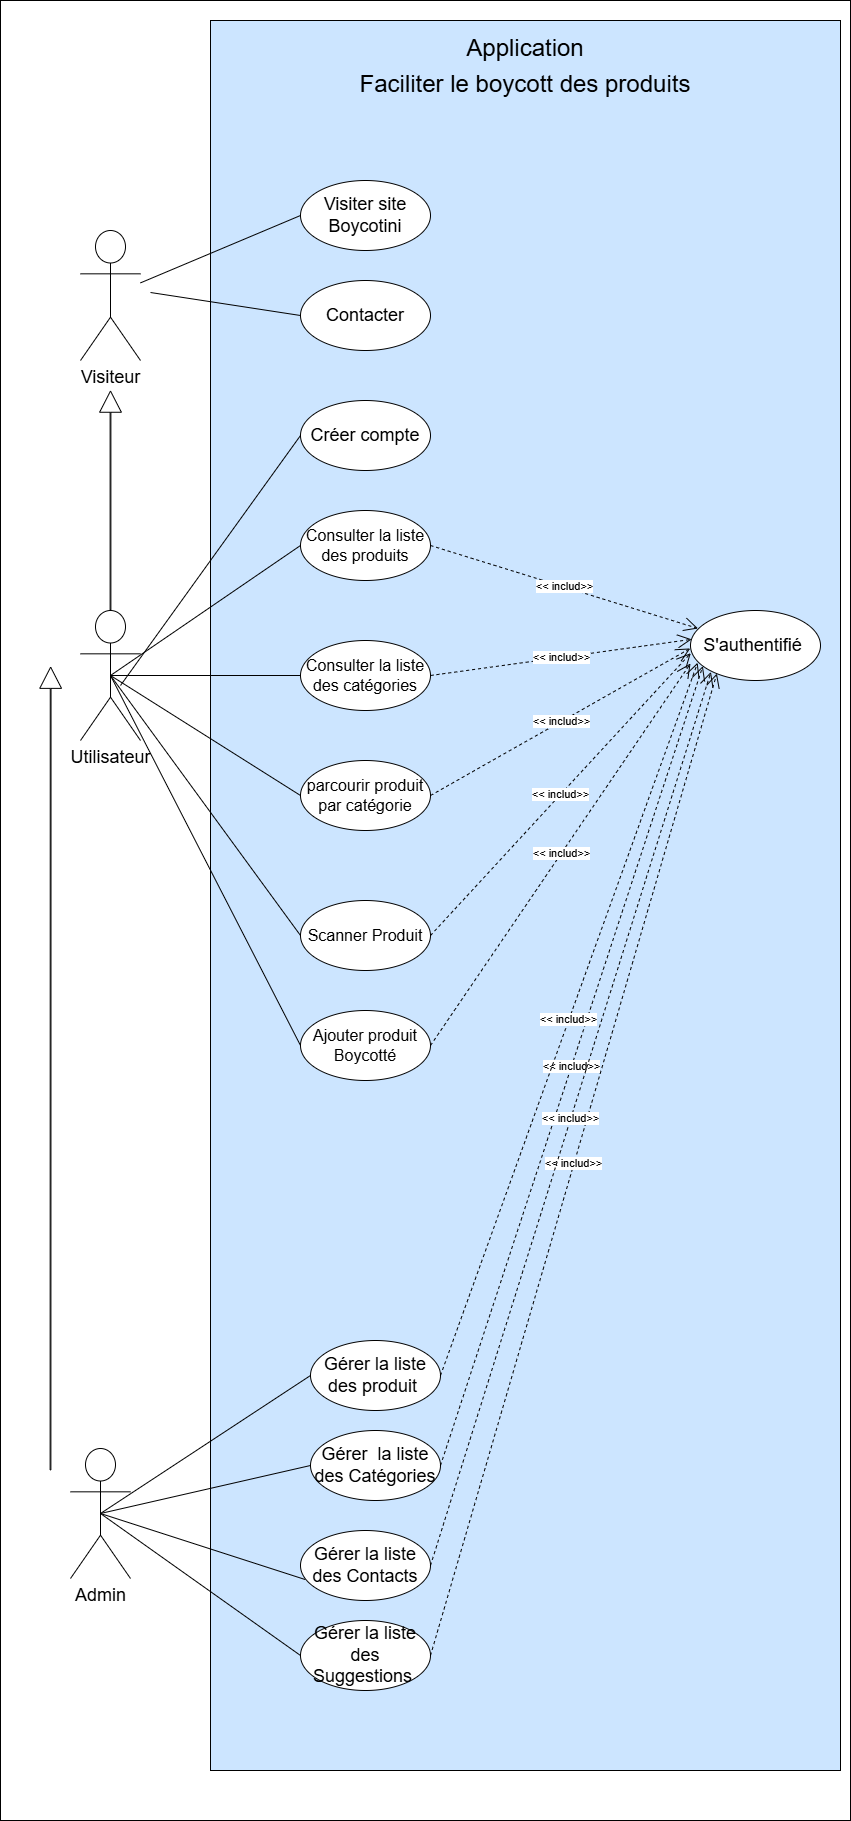 Application
Faciliter le boycott des produits
Visiter site
Boycotini
Contacter
Visiteur
Créer compte
Consulter la liste
des produits
<< includ>>
S'authentifié
Consulter la liste
des catégories
<< includ>>
Utilisateur
<< includ>>
parcourir produit
par catégorie
<< includ>>
<< includ>>
Scanner Produit
Ajouter produit
Boycotté
<< includ>>
<< includ>>
<< includ>>
<< includ>>
Gérer la liste
des produit
Gérer  la liste
des Catégories
Gérer la liste
des Contacts
Admin
Gérer la liste
des
Suggestions